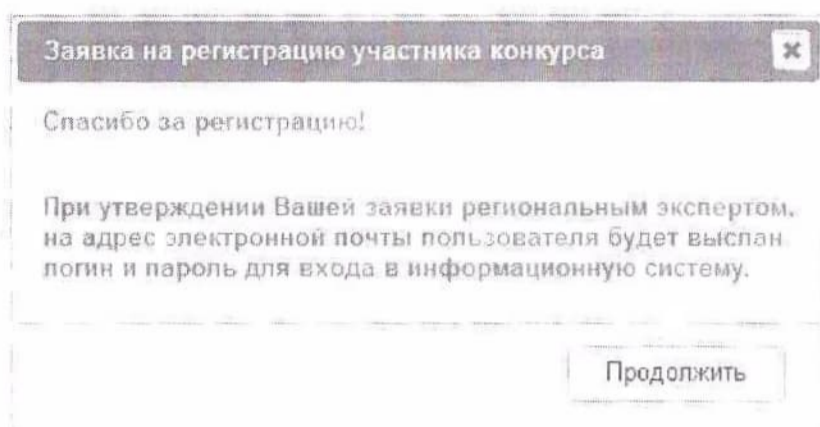 Заявка на регистрацию участника конкурса
Спасибо за регистрацию!
При утверждении Вашей заявки региональным экспертом,
на адрес электронной почты пользователя будет выслан
логин и пароль для входа в информационную систему.
Продолжить